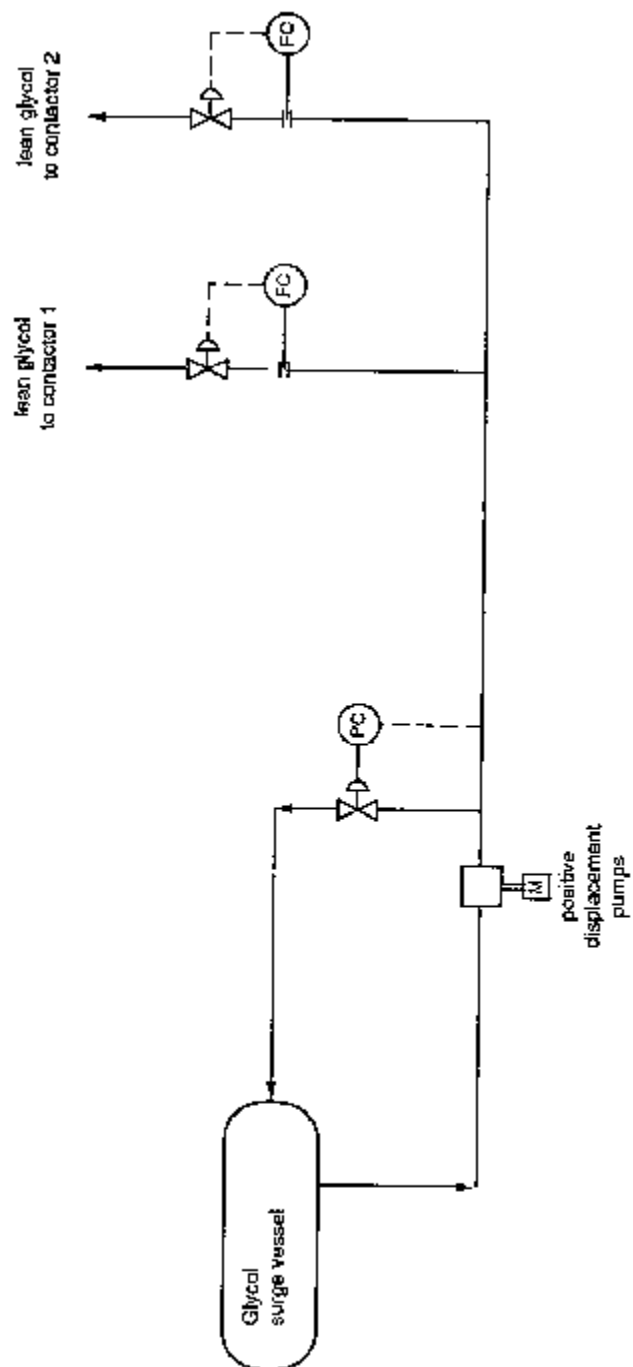 lean glycol
to contactor 2
FC
lean glycol
to contactor 1
FC
PC
M
positive
displacement
pumps
Glycol
surge vessel